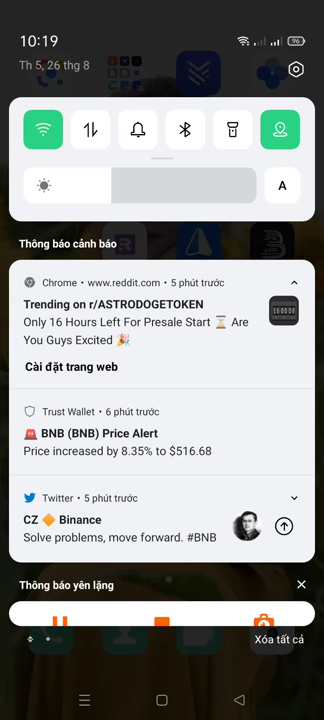 10:19
96
Th 5, 26 thg 8
A
Thông báo cảnh báo
Chrome • www.reddit.com • 5 phút trước
Trending on r/ASTRODOGETOKEN
Only 16 Hours Left For Presale Start ⏳ Are
You Guys Excited 🎉
Cài đặt trang web
Trust Wallet • 6 phút trước
🚨 BNB (BNB) Price Alert
Price increased by 8.35% to $516.68
Twitter • 5 phút trước
CZ 🔶 Binance
Solve problems, move forward. #BNB
Thông báo yên lặng
Xóa tất cả